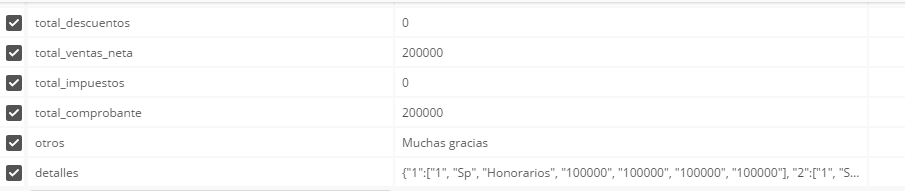 total_descuentos 0
total_ventas_neta 200000
total_impuestos 0
total_comprobante 200000
otros Muchas gracias
detalles {"1":["1", "Sp", "Honorarios", "100000", "100000", "100000", "100000"], "2":["1", "S...